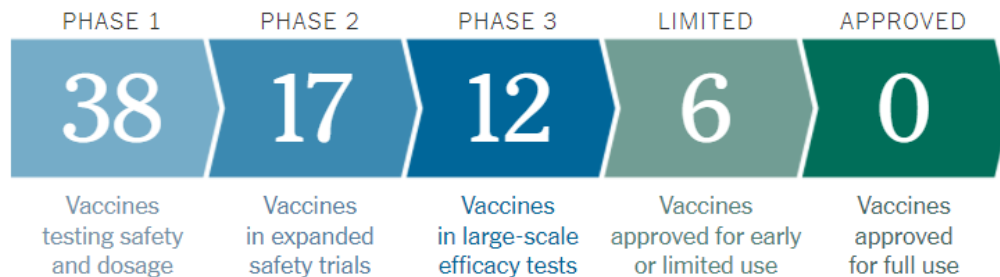 PHASE 1
PHASE 2
PHASE 3
LIMITED
APPROVED
38
17
12
6
0
Vaccines
testing safety
and dosage
Vaccines
in expanded
safety trials
Vaccines
in large-scale
efficacy tests
Vaccines
approved for early
or limited use
Vaccines
approved
for full use